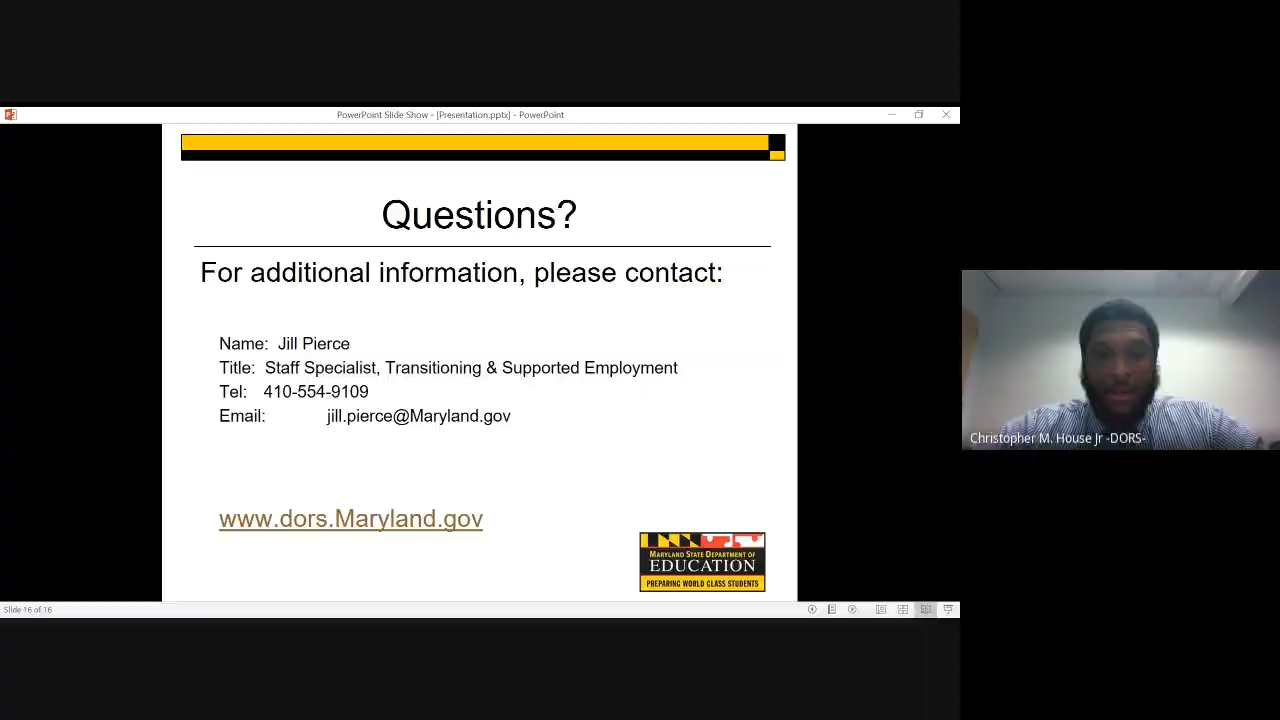 PowerPoint Slide Show - [Presentation.pptx] - PowerPoint
Questions?
For additional information, please contact:
Name: Jill Pierce
Title: Staff Specialist, Transitioning & Supported Employment
Tel: 410-554-9109
Email: jill.pierce@Maryland.gov
www.dors.Maryland.gov
MARYLAND STATE DEPARTMENT OF
EDUCATION
PREPARING WORLD CLASS STUDENTS
Slide 16 of 16
Christopher M. House Jr -DORS-